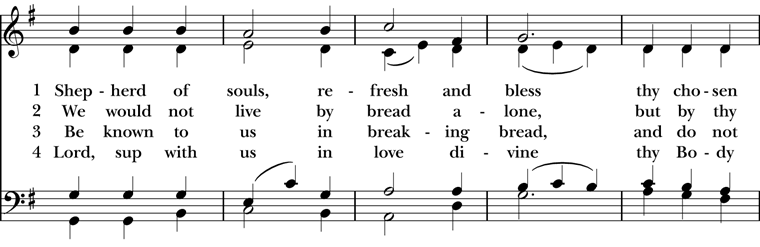 1 Shep - herd of souls, re - fresh and bless thy cho - sen
2 We would not live by bread a - lone, but by thy
3 Be known to us in break - ing bread, and do not
4 Lord, sup with us in love di - vine thy Bo - dy